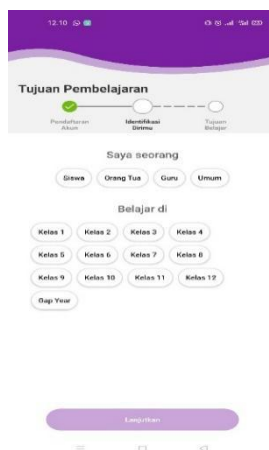 12.10
Tujuan Pembelajaran
Pendaftaran Akun
Identifikasi Dirimu
Tujuan Belajar
Saya seorang
Siswa Orang Tua Guru Umum
Belajar di
Kelas 1 Kelas 2 Kelas 3 Kelas 4
Kelas 5 Kelas 6 Kelas 7 Kelas 8
Kelas 9 Kelas 10 Kelas 11 Kelas 12
Gap Year
Lanjutkan